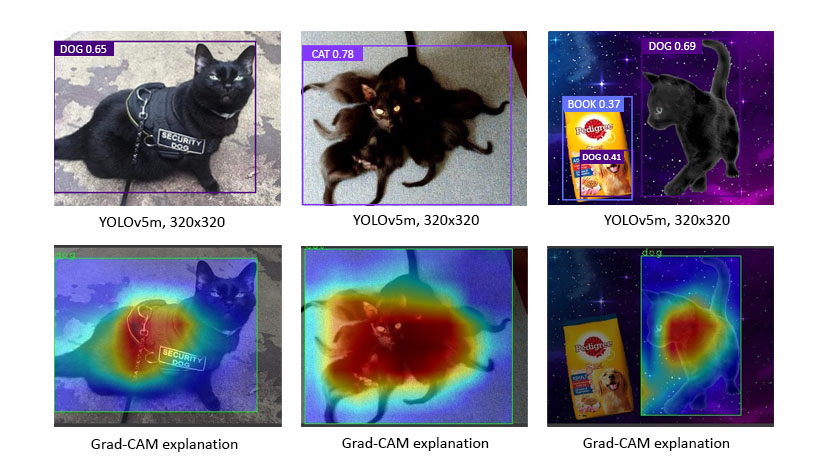 DOG 0.65
SECURITY
DOG
CAT 0.78
DOG 0.69
BOOK 0.37
Pedigree
DOG 0.41
YOLOv5m, 320x320
YOLOv5m, 320x320
YOLOv5m, 320x320
dog
SECURITY
DOG
dog
Pedigree
ADULT
Grad-CAM explanation
Grad-CAM explanation
Grad-CAM explanation